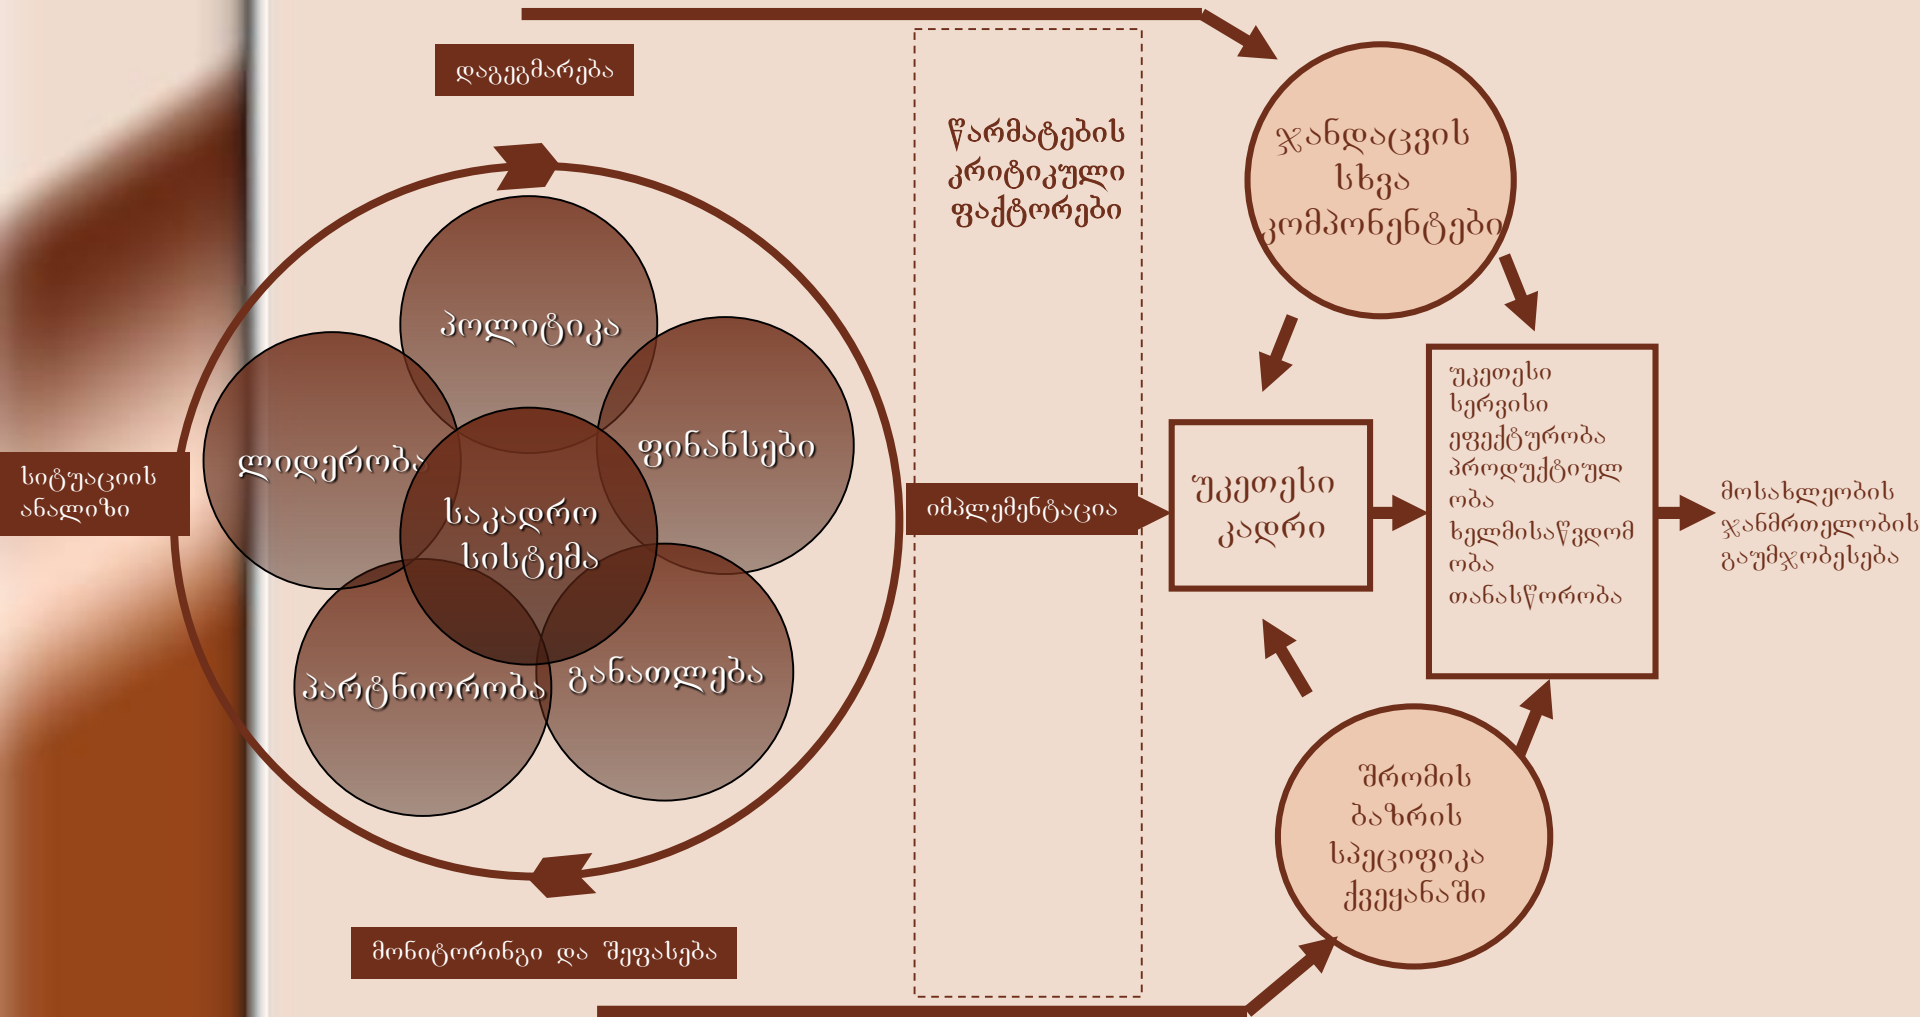 დაგეგმარება
წარმატების
კრიტიკული
ფაქტორები
ჯანდაცვის
სხვა
კომპონენტები
პოლიტიკა
ლიდერობა
ფინანსები
საკადრო
სისტემა
პარტნიორობა
განათლება
სიტუაციის
ანალიზი
იმპლემენტაცია
უკეთესი
კადრი
უკეთესი
სერვისი
ეფექტურობა
პროდუქტიულ
ობა
ხელმისაწვდომ
ობა
თანასწორობა
მოსახლეობის
ჯანმრთელობის
გაუმჯობესება
შრომის
ბაზრის
სპეციფიკა
ქვეყანაში
მონიტორინგი და შეფასება